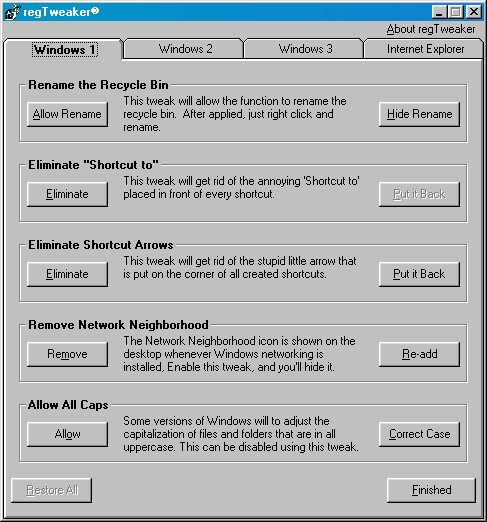 regTweaker®
About regTweaker
Windows 1 Windows 2 Windows 3 Internet Explorer
Rename the Recycle Bin
Allow Rename
This tweak will allow the function to rename the
recycle bin. After applied, just right click and
rename.
Hide Rename
Eliminate "Shortcut to"
Eliminate
This tweak will get rid of the annoying 'Shortcut to'
placed in front of every shortcut.
Put it Back
Eliminate Shortcut Arrows
Eliminate
This tweak will get rid of the stupid little arrow that
is put on the corner of all created shortcuts.
Put it Back
Remove Network Neighborhood
Remove
The Network Neighborhood icon is shown on the
desktop whenever Windows networking is
installed, Enable this tweak, and you'll hide it.
Re-add
Allow All Caps
Allow
Some versions of Windows will to adjust the
capitalization of files and folders that are in all
uppercase. This can be disabled using this tweak.
Correct Case
Restore All
Finished